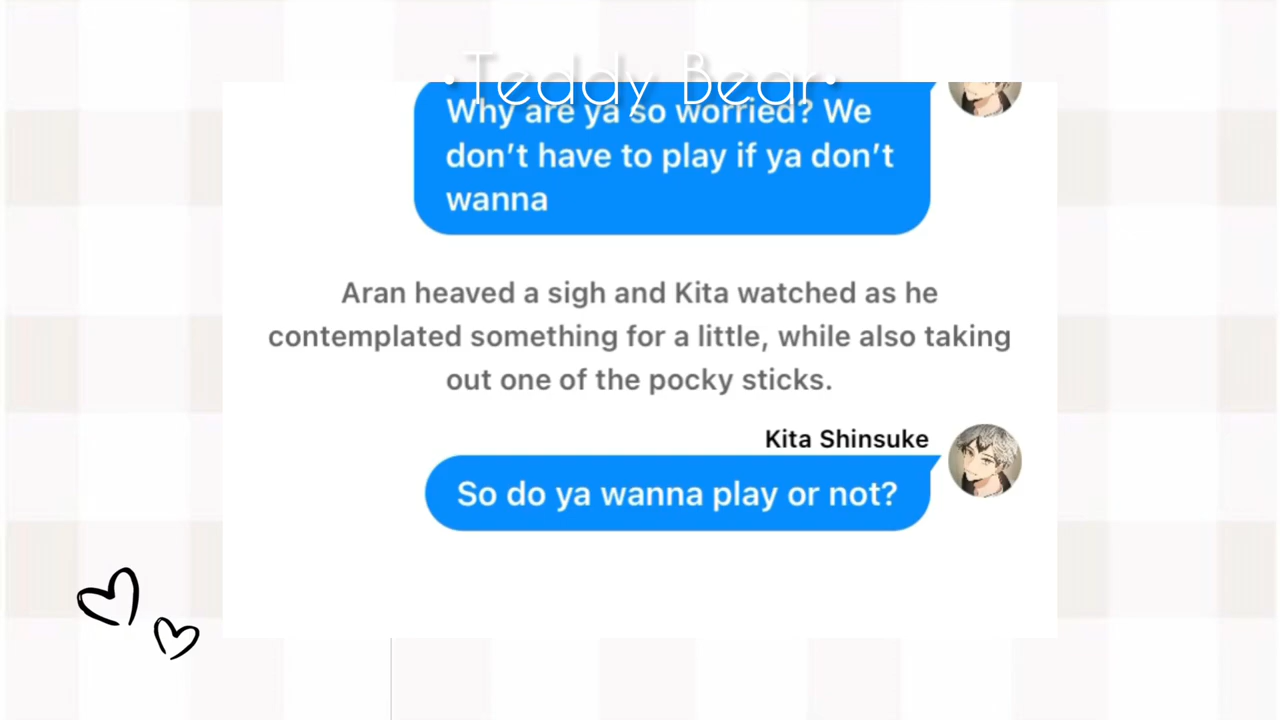 •Teddy Bear•
Why are ya so worried? We
don’t have to play if ya don’t
wanna
Aran heaved a sigh and Kita watched as he
contemplated something for a little, while also taking
out one of the pocky sticks.
Kita Shinsuke
So do ya wanna play or not?